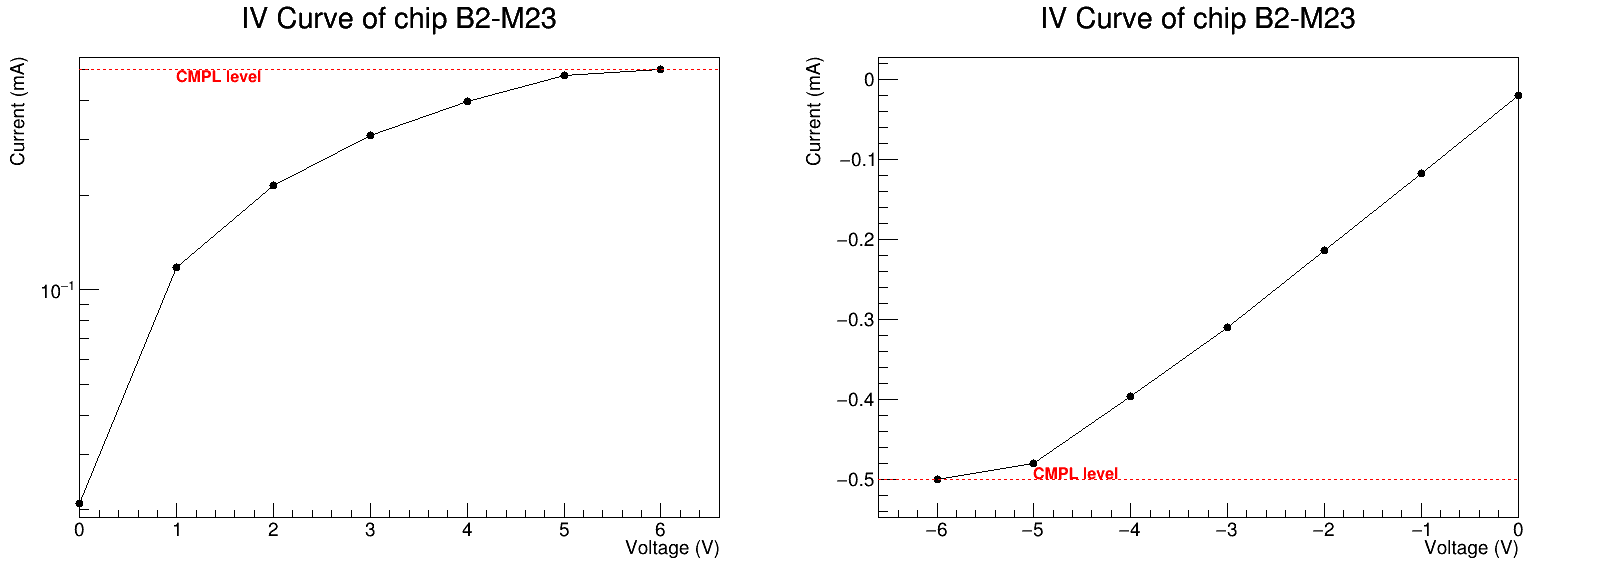 IV Curve of chip B2-M23
Current (mA)
CMPL level
10⁻¹
0 1 2 3 4 5 6
Voltage (V)
IV Curve of chip B2-M23
Current (mA)
0
−0.1
−0.2
−0.3
−0.4
−0.5
CMPL level
−6 −5 −4 −3 −2 −1 0
Voltage (V)